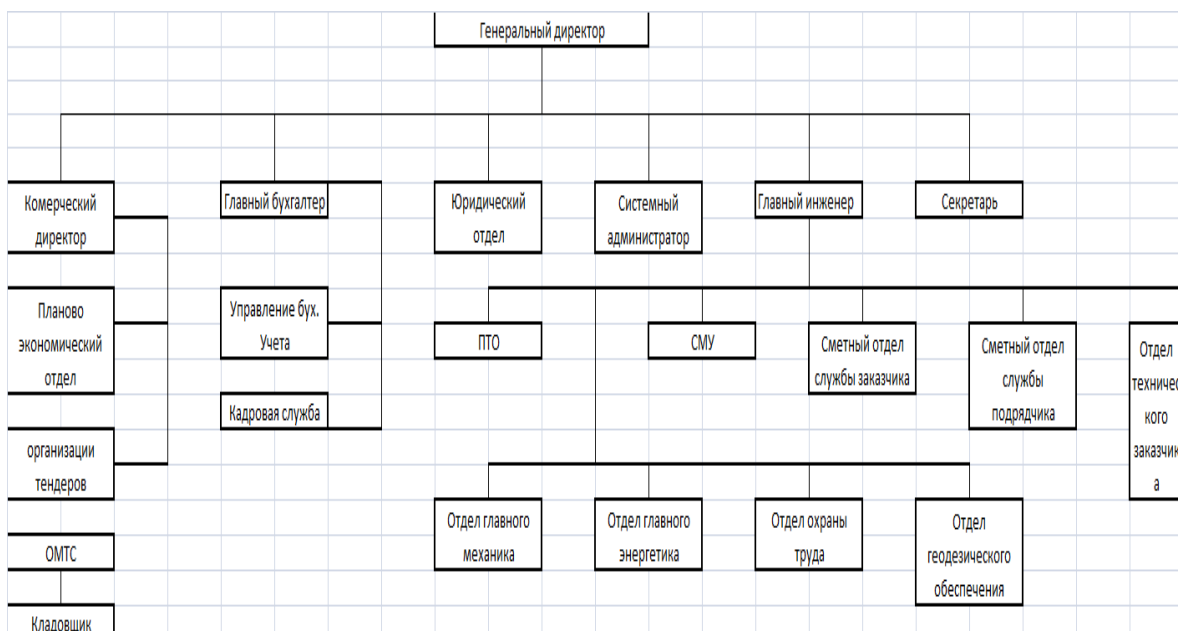 Генеральный директор
Комерческий
директор
Главный бухгалтер
Юридический
отдел
Системный
администратор
Главный инженер
Секретарь
Планово
экономический
отдел
Управление бух.
Учета
Кадровая служба
ПТО
СМУ
Сметный отдел
службы заказчика
Сметный отдел
службы
подрядчика
Отдел
техничес
кого
заказчик
а
организации
тендеров
Отдел главного
механика
Отдел главного
энергетика
Отдел охраны
труда
Отдел
геодезического
обеспечения
ОМТС
Кладовщик